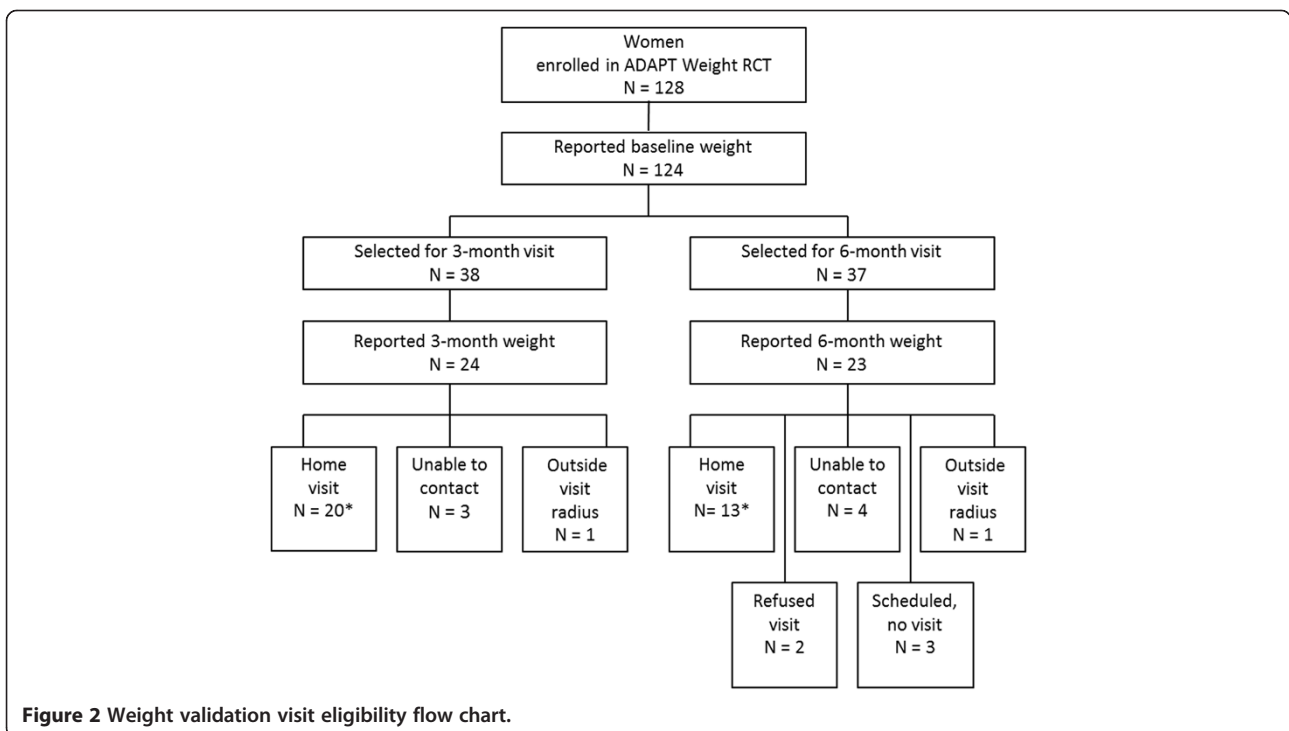 Women
enrolled in ADAPT Weight RCT
N = 128
Reported baseline weight
N = 124
Selected for 3-month visit
N = 38
Selected for 6-month visit
N = 37
Reported 3-month weight
N = 24
Reported 6-month weight
N = 23
Home
visit
N = 20*
Unable to
contact
N = 3
Outside
visit
radius
N = 1
Home
visit
N= 13*
Unable to
contact
N = 4
Outside
visit
radius
N = 1
Refused
visit
N = 2
Scheduled,
no visit
N = 3
Figure 2 Weight validation visit eligibility flow chart.